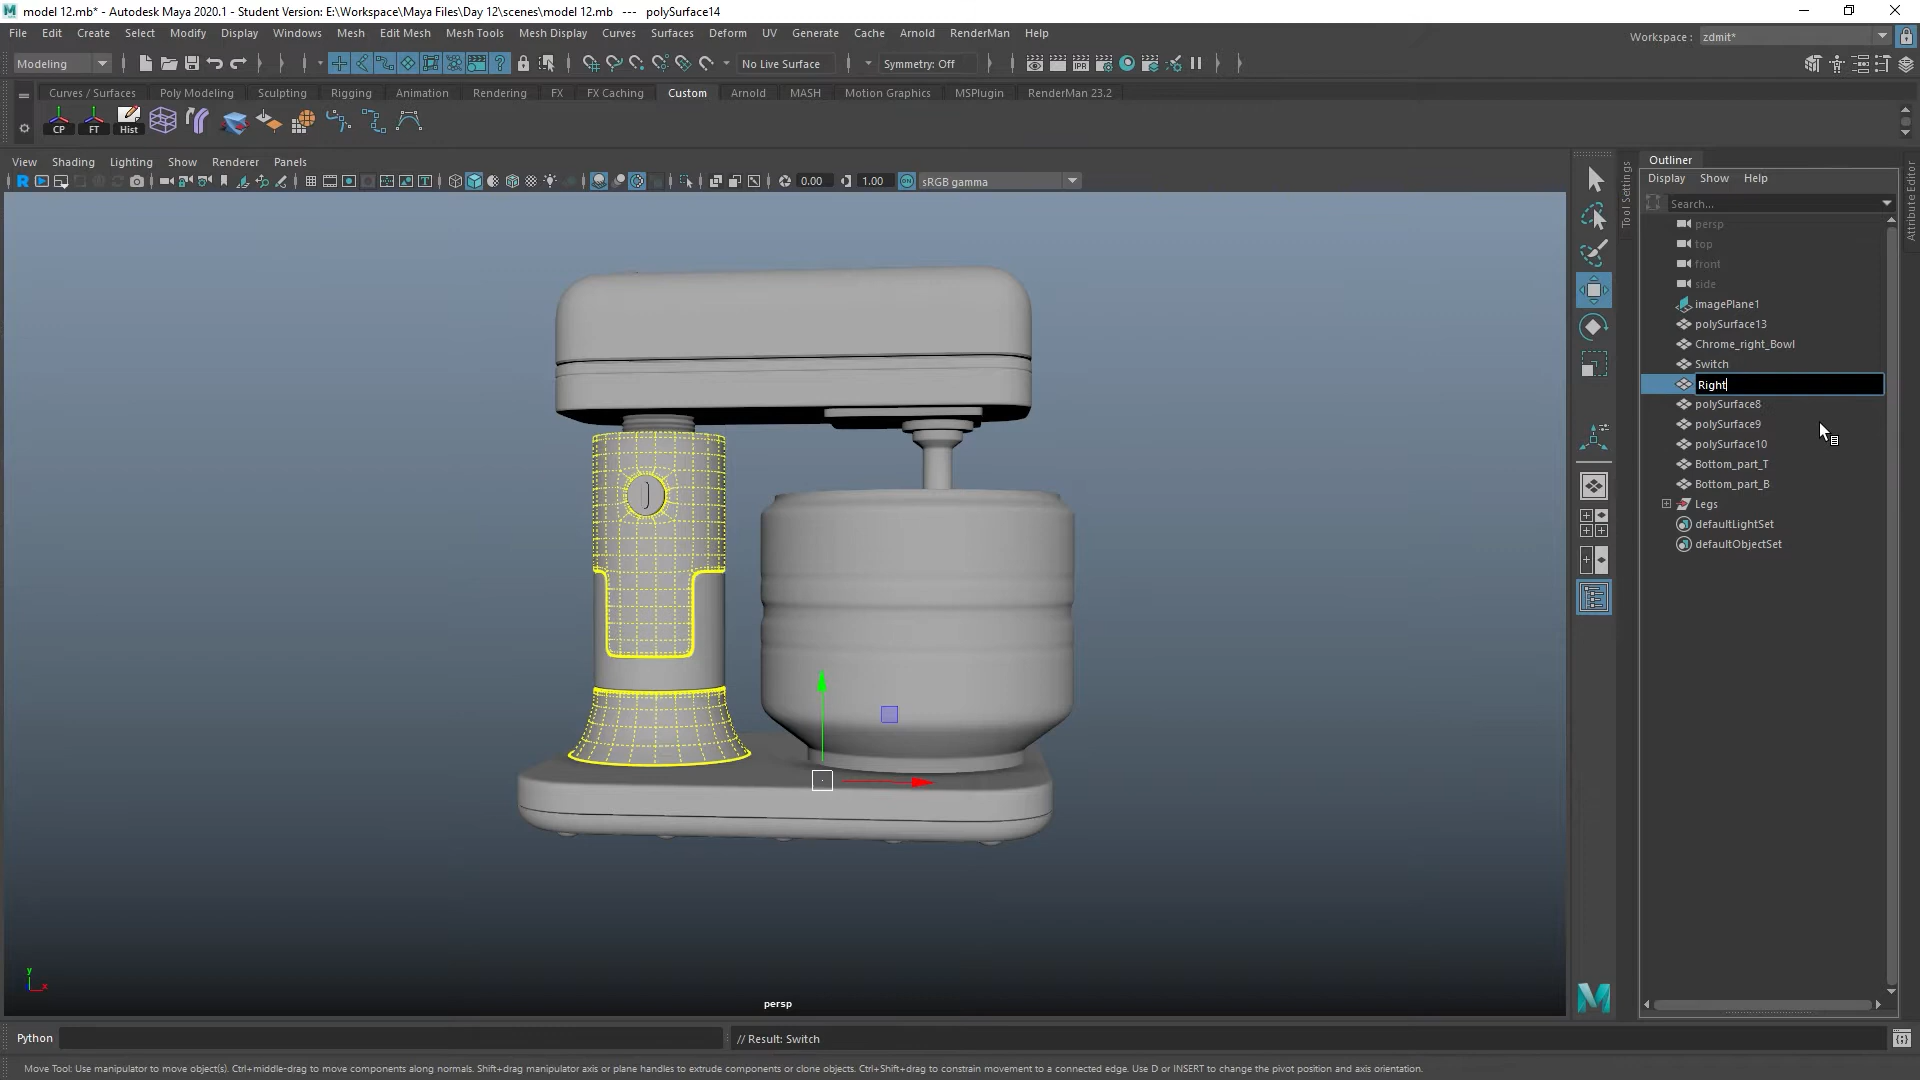 model 12.mb* - Autodesk Maya 2020.1 - Student Version: E:\Workspace\Maya Files\Day 12\scenes\model 12.mb --- polySurface14
File Edit Create Select Modify Display Windows Mesh Edit Mesh Mesh Tools Mesh Display Curves Surfaces Deform UV Generate Cache Arnold RenderMan Help
Workspace : zdmit*
Modeling
No Live Surface
Symmetry: Off
Curves / Surfaces Poly Modeling Sculpting Rigging Animation Rendering FX FX Caching Custom Arnold MASH Motion Graphics MSPlugin RenderMan 23.2
CP FT Hist
View Shading Lighting Show Renderer Panels
0.00 1.00 sRGB gamma
Tool Settings
Attribute Editor
Outliner
Display Show Help
Search...
persp
top
front
side
imagePlane1
polySurface13
Chrome_right_Bowl
Switch
Right
polySurface8
polySurface9
polySurface10
Bottom_part_T
Bottom_part_B
Legs
defaultLightSet
defaultObjectSet
y
x
persp
Python
// Result: Switch
Move Tool: Use manipulator to move object(s). Ctrl+middle-drag to move components along normals. Shift+drag manipulator axis or plane handles to extrude components or clone objects. Ctrl+Shift+drag to constrain movement to a connected edge. Use D or INSERT to change the pivot position and axis orientation.